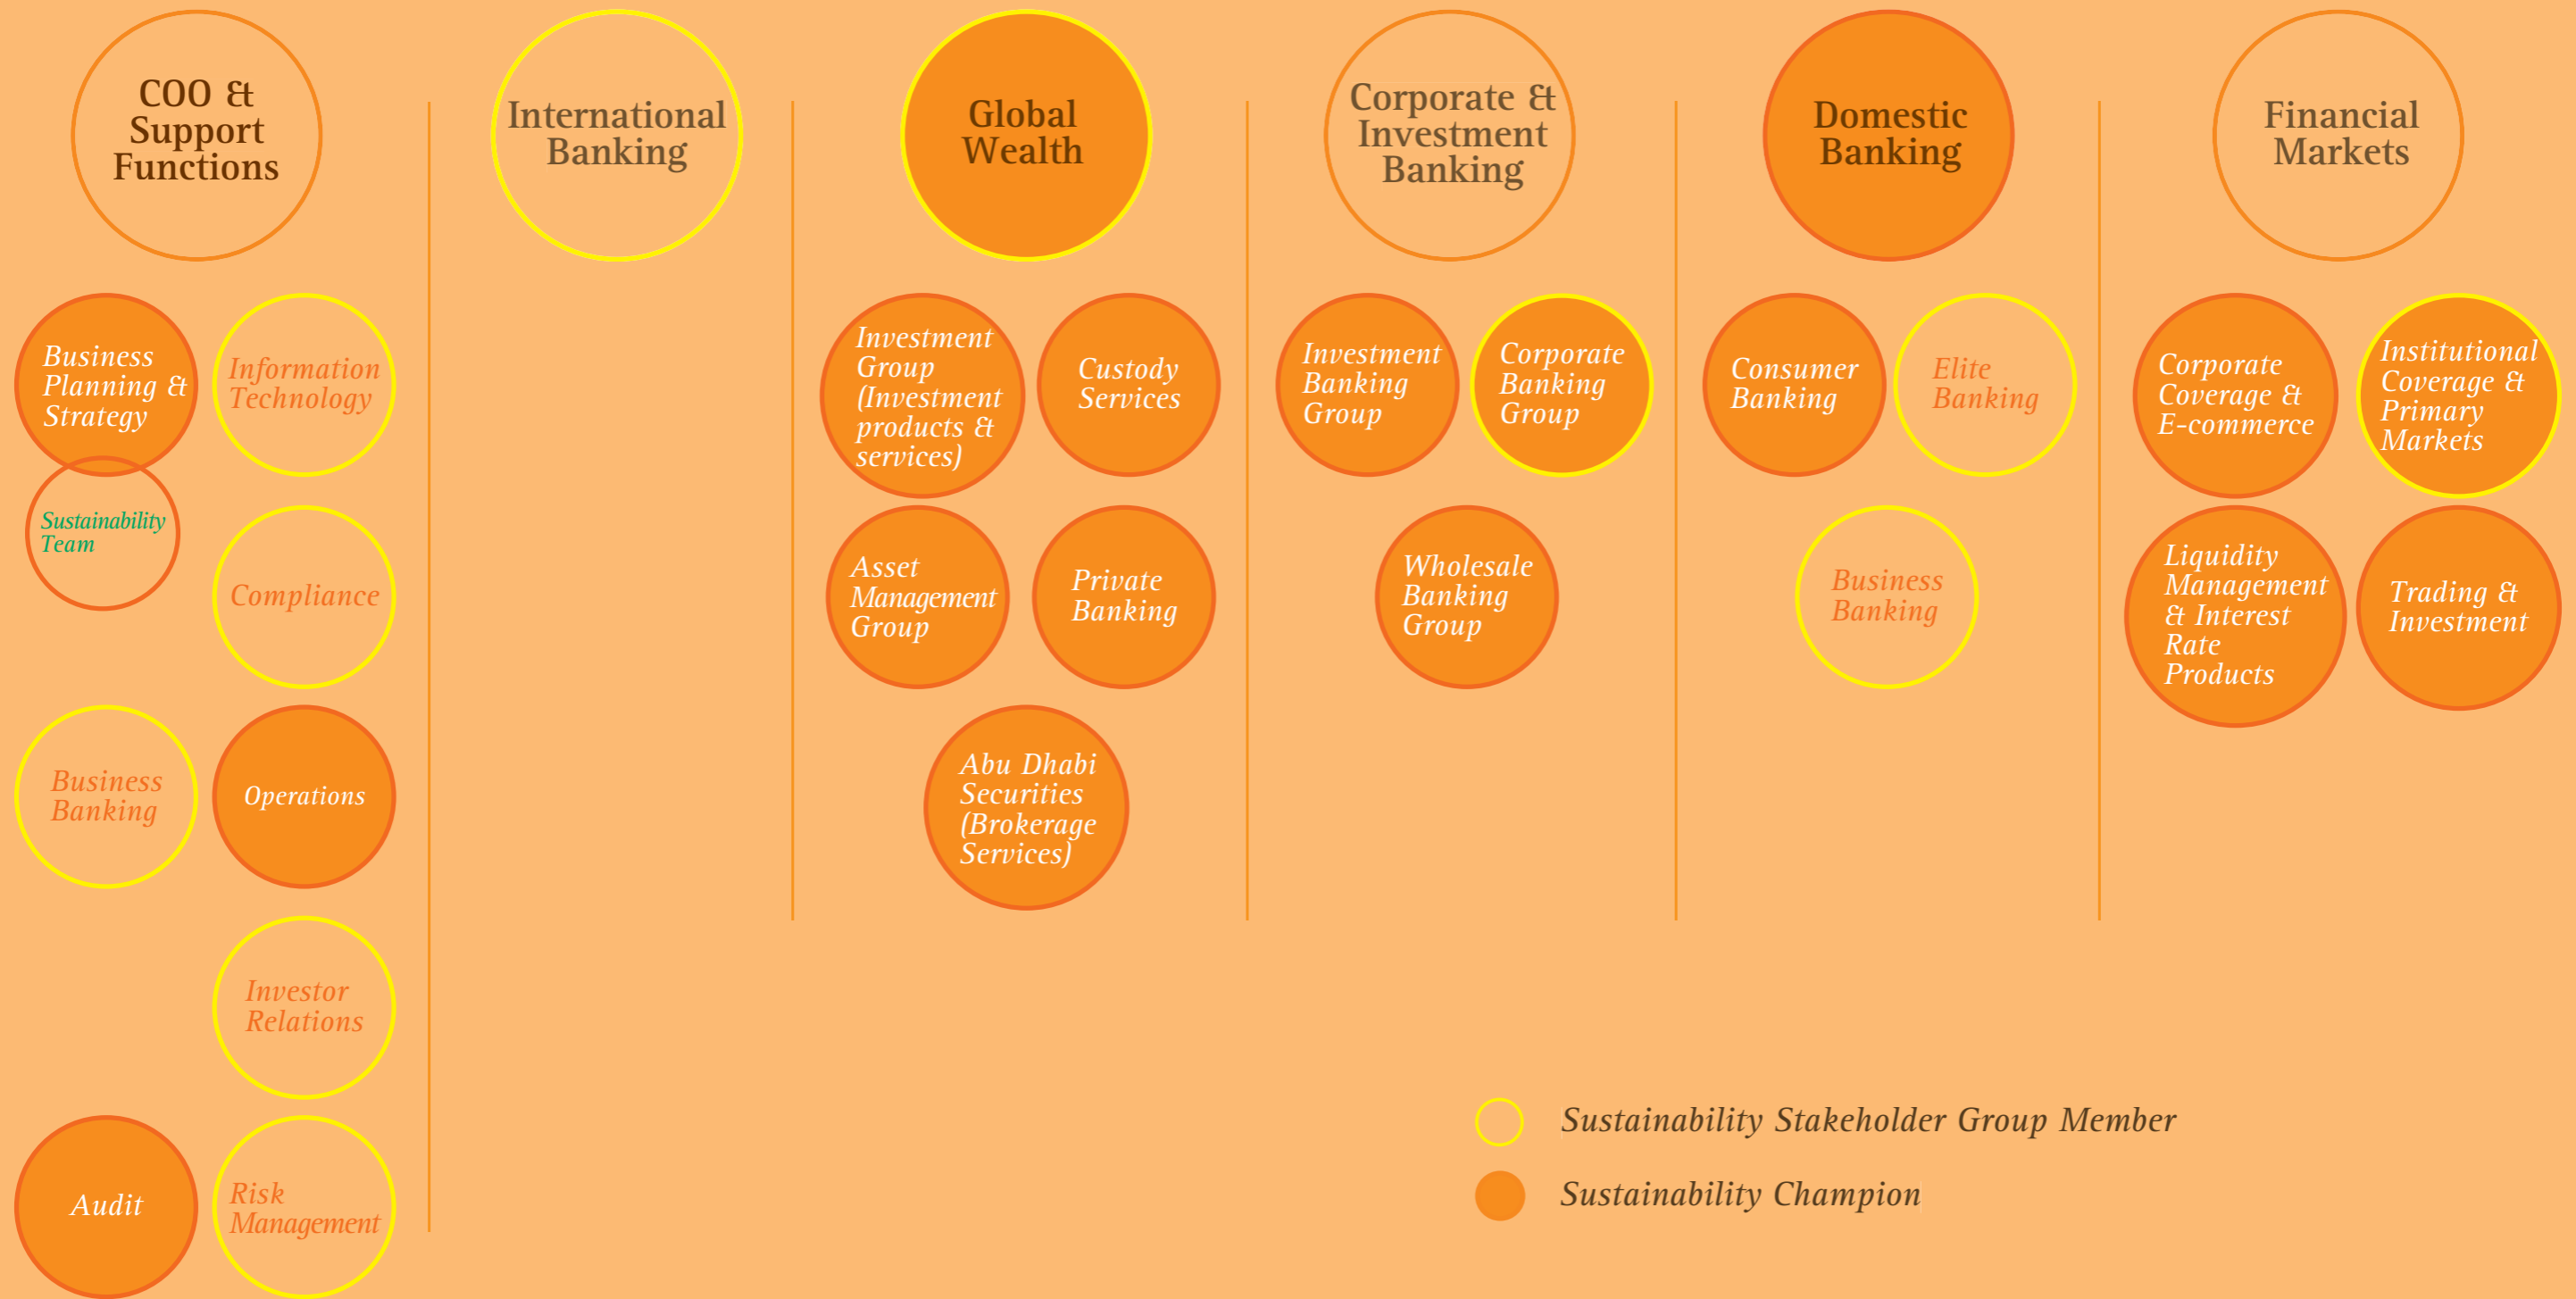 COO &
Support
Functions
International
Banking
Global
Wealth
Corporate &
Investment
Banking
Domestic
Banking
Financial
Markets
Business
Planning &
Strategy
Information
Technology
Sustainability
Team
Compliance
Business
Banking
Operations
Investor
Relations
Audit
Risk
Management
Investment
Group
(Investment
products &
services)
Custody
Services
Asset
Management
Group
Private
Banking
Abu Dhabi
Securities
(Brokerage
Services)
Investment
Banking
Group
Corporate
Banking
Group
Wholesale
Banking
Group
Consumer
Banking
Elite
Banking
Business
Banking
Corporate
Coverage &
E-commerce
Institutional
Coverage &
Primary
Markets
Liquidity
Management
& Interest
Rate
Products
Trading &
Investment
Sustainability Stakeholder Group Member
Sustainability Champion